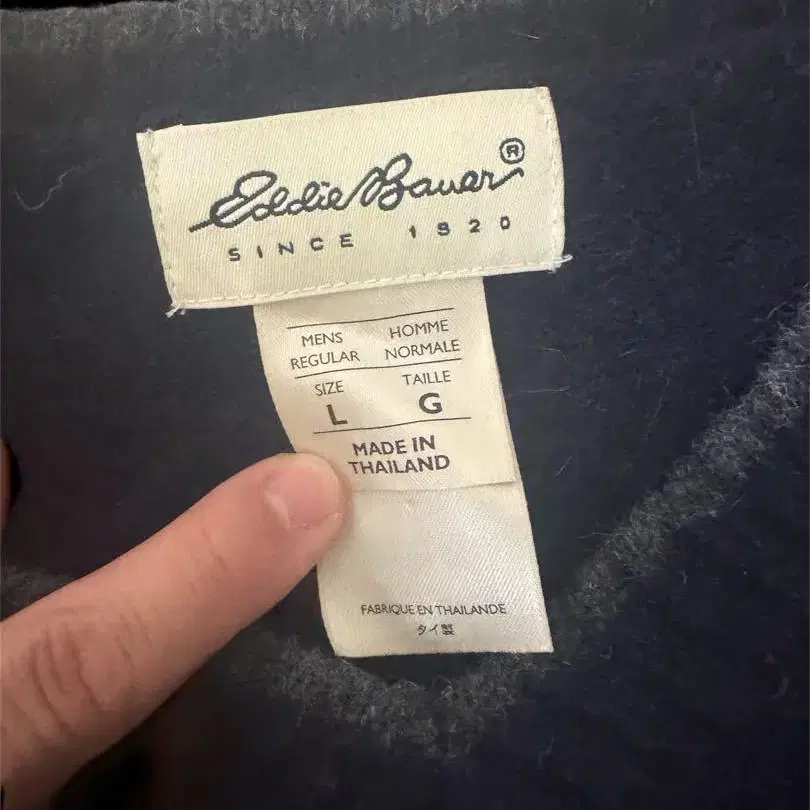 Eddie Bauer®
SINCE 1920
MENS HOMME
REGULAR NORMALE
SIZE TAILLE
L G
MADE IN
THAILAND
FABRIQUE EN THAILANDE
タイ製